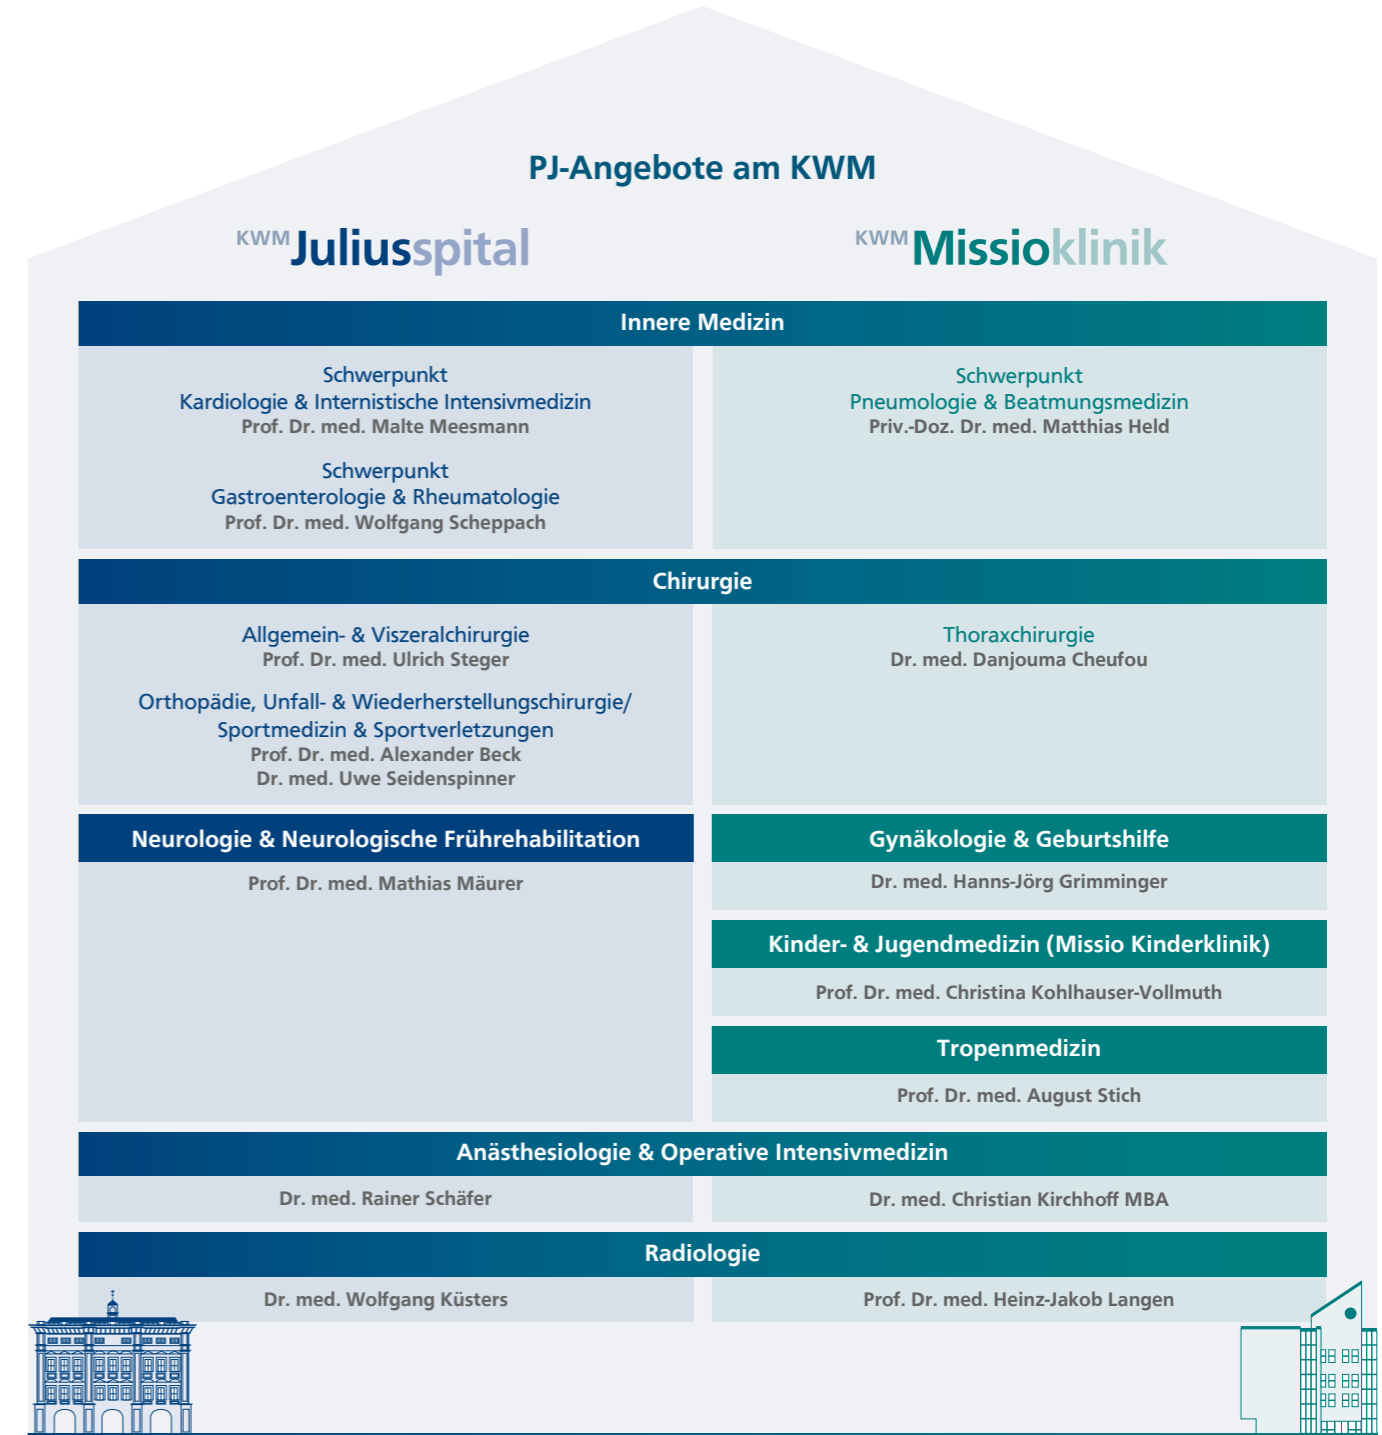 PJ-Angebote am KWM
KWM Juliusspital
KWM Missioklinik
Innere Medizin
Schwerpunkt
Kardiologie & Internistische Intensivmedizin
Prof. Dr. med. Malte Meesmann
Schwerpunkt
Gastroenterologie & Rheumatologie
Prof. Dr. med. Wolfgang Scheppach
Schwerpunkt
Pneumologie & Beatmungsmedizin
Priv.-Doz. Dr. med. Matthias Held
Chirurgie
Allgemein- & Viszeralchirurgie
Prof. Dr. med. Ulrich Steger
Orthopädie, Unfall- & Wiederherstellungschirurgie/
Sportmedizin & Sportverletzungen
Prof. Dr. med. Alexander Beck
Dr. med. Uwe Seidenspinner
Thoraxchirurgie
Dr. med. Danjouma Cheufou
Neurologie & Neurologische Frührehabilitation
Prof. Dr. med. Mathias Mäurer
Gynäkologie & Geburtshilfe
Dr. med. Hanns-Jörg Grimminger
Kinder- & Jugendmedizin (Missio Kinderklinik)
Prof. Dr. med. Christina Kohlhauser-Vollmuth
Tropenmedizin
Prof. Dr. med. August Stich
Anästhesiologie & Operative Intensivmedizin
Dr. med. Rainer Schäfer
Dr. med. Christian Kirchhoff MBA
Radiologie
Dr. med. Wolfgang Küsters
Prof. Dr. med. Heinz-Jakob Langen